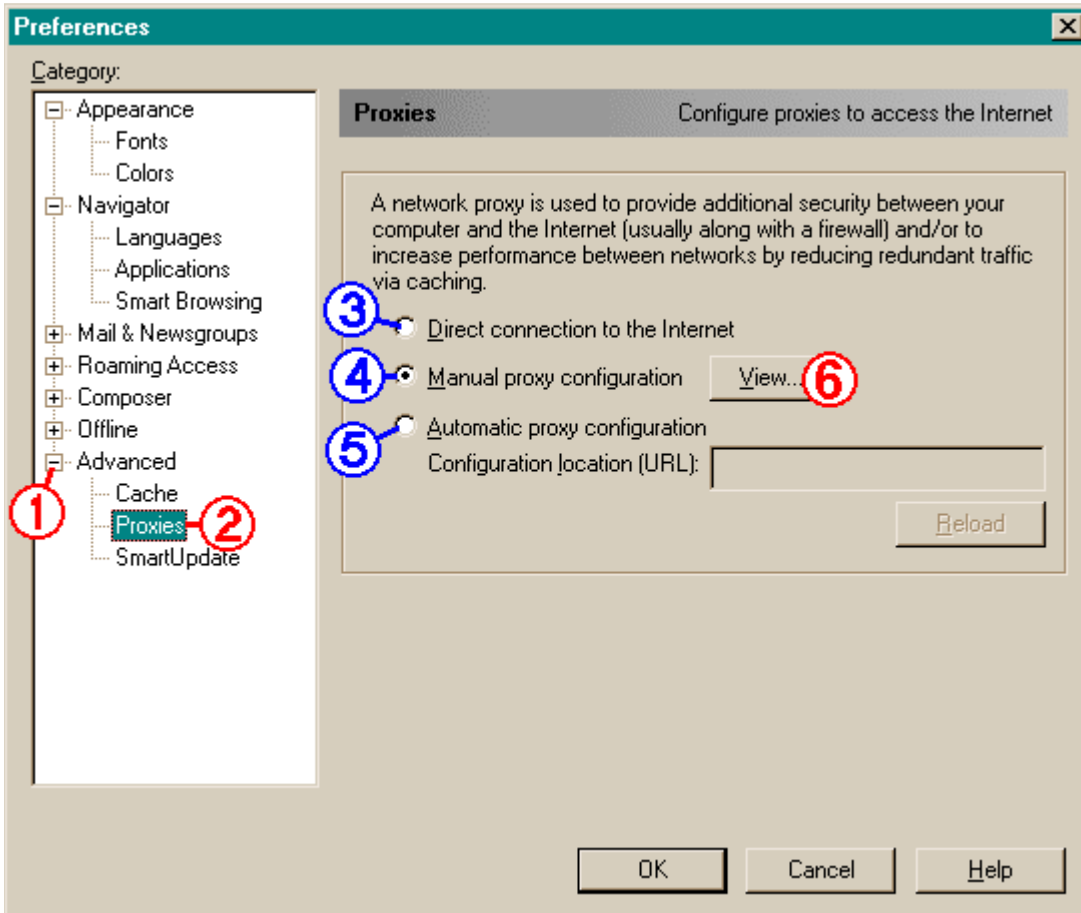 Preferences
Category:
Appearance
Fonts
Colors
Navigator
Languages
Applications
Smart Browsing
Mail & Newsgroups
Roaming Access
Composer
Offline
Advanced
1
Cache
Proxies 2
SmartUpdate
Proxies Configure proxies to access the Internet
A network proxy is used to provide additional security between your
computer and the Internet (usually along with a firewall) and/or to
increase performance between networks by reducing redundant traffic
via caching.
3 Direct connection to the Internet
4 Manual proxy configuration View... 6
5 Automatic proxy configuration
Configuration location (URL):
Reload
OK Cancel Help